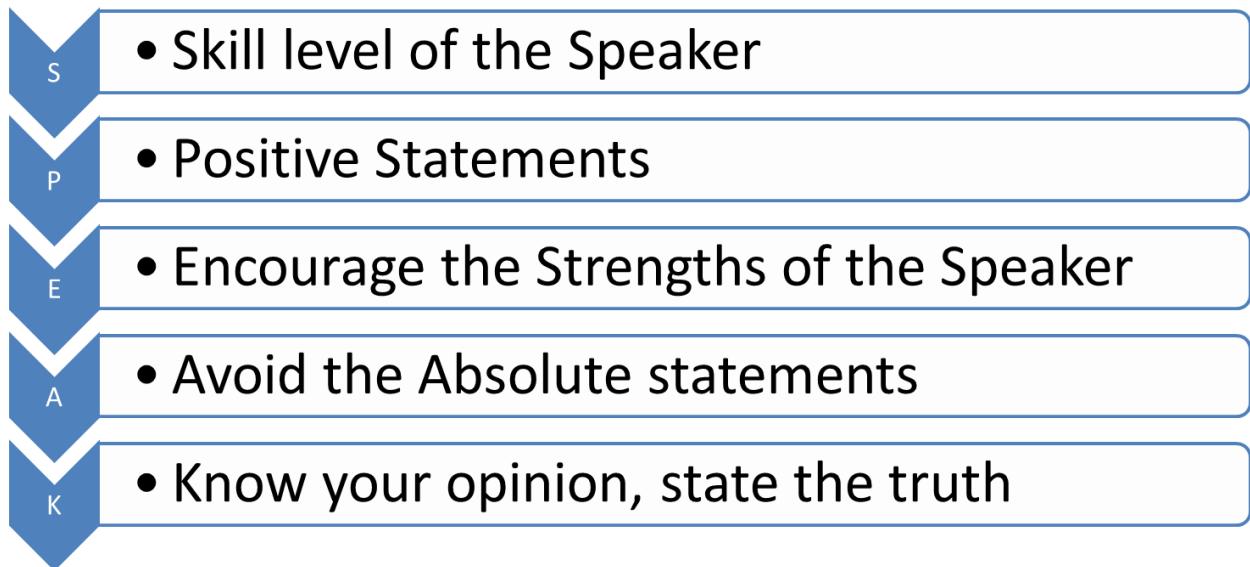 S
• Skill level of the Speaker
P
• Positive Statements
E
• Encourage the Strengths of the Speaker
A
• Avoid the Absolute statements
K
• Know your opinion, state the truth